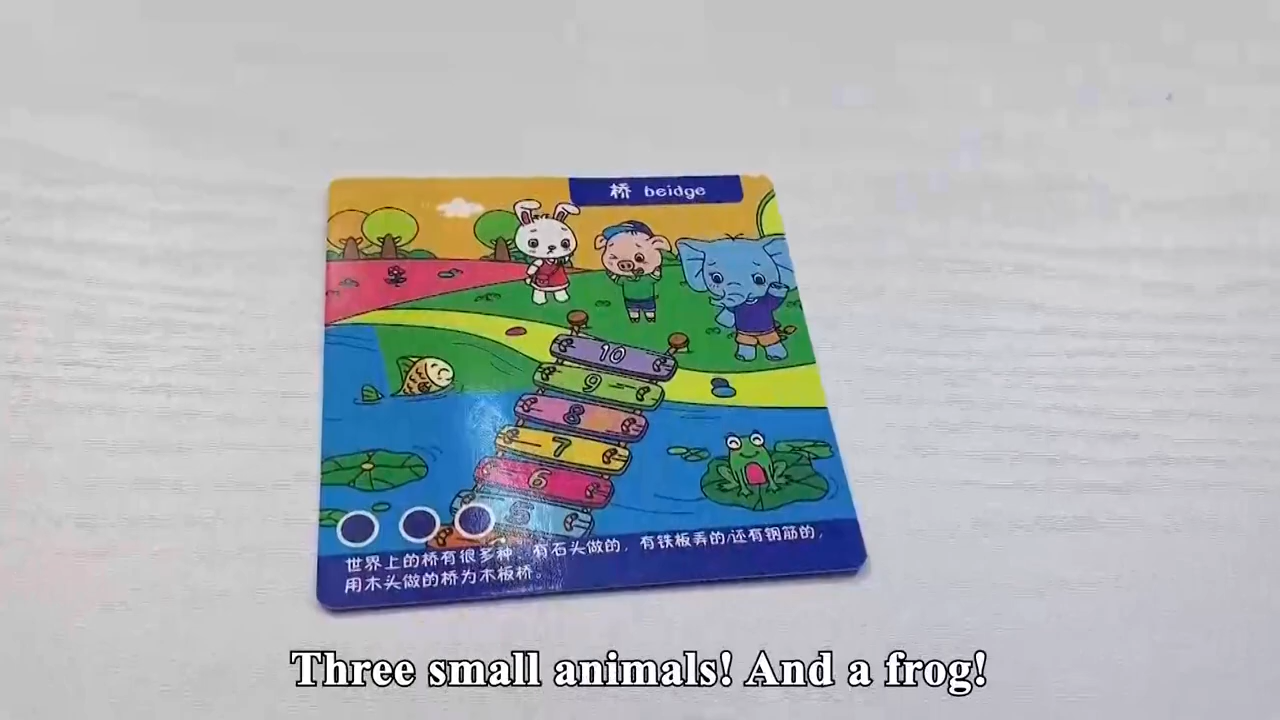 桥 beidge
10
9
8
7
6
5
世界上的桥有很多种，有石头做的，有铁板弄的,还有钢筋的，
用木头做的桥为木板桥。
Three small animals! And a frog!